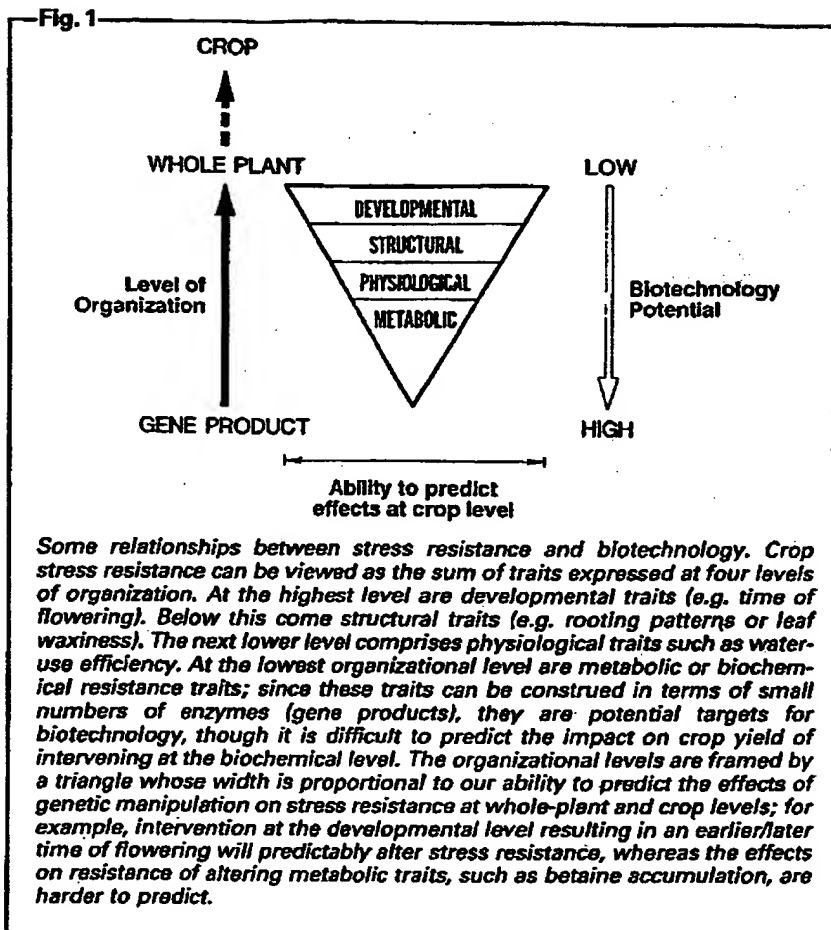 Fig. 1
CROP
WHOLE PLANT
LOW
DEVELOPMENTAL
STRUCTURAL
PHYSIOLOGICAL
METABOLIC
Level of
Organization
Biotechnology
Potential
GENE PRODUCT
HIGH
Ability to predict
effects at crop level
Some relationships between stress resistance and biotechnology. Crop
stress resistance can be viewed as the sum of traits expressed at four levels
of organization. At the highest level are developmental traits (e.g. time of
flowering). Below this come structural traits (e.g. rooting patterns or leaf
waxiness). The next lower level comprises physiological traits such as water-
use efficiency. At the lowest organizational level are metabolic or biochem-
ical resistance traits; since these traits can be construed in terms of small
numbers of enzymes (gene products), they are potential targets for
biotechnology, though it is difficult to predict the impact on crop yield of
intervening at the biochemical level. The organizational levels are framed by
a triangle whose width is proportional to our ability to predict the effects of
genetic manipulation on stress resistance at whole-plant and crop levels; for
example, intervention at the developmental level resulting in an earlier/later
time of flowering will predictably alter stress resistance, whereas the effects
on resistance of altering metabolic traits, such as betaine accumulation, are
harder to predict.